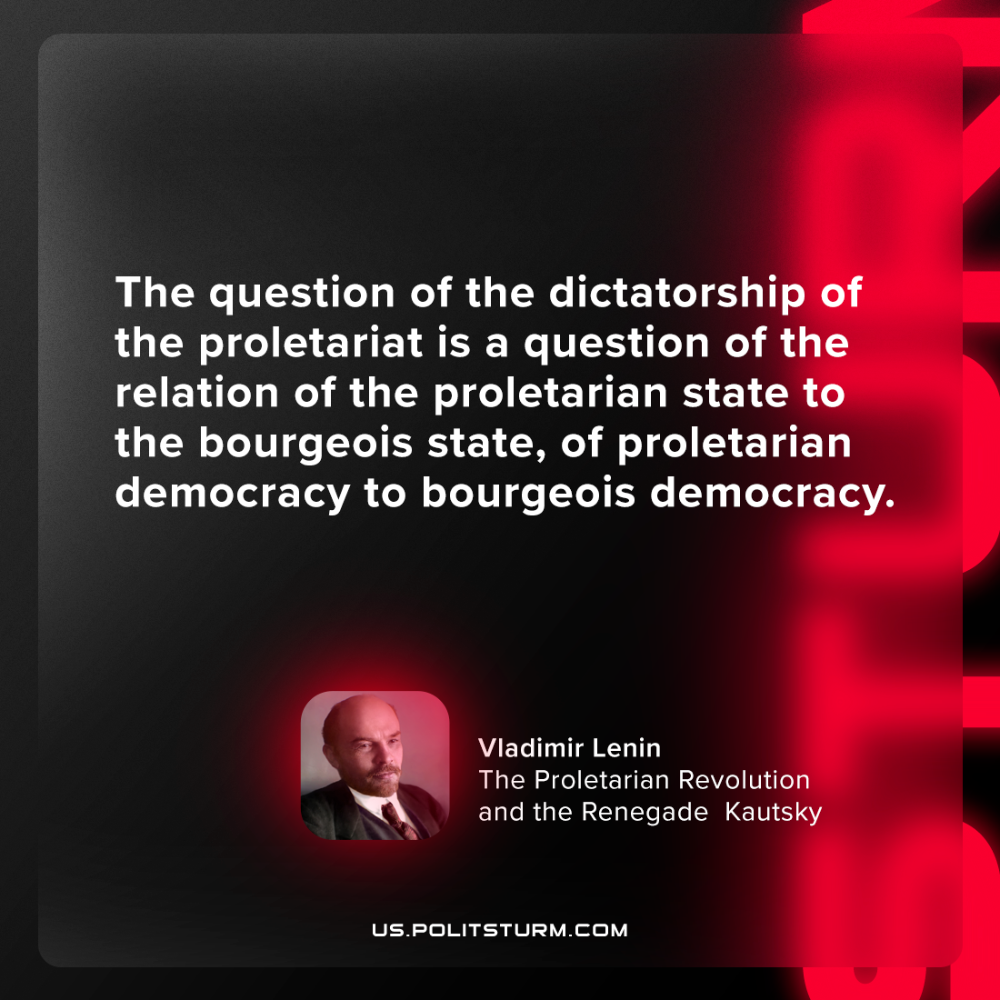 The question of the dictatorship of
the proletariat is a question of the
relation of the proletarian state to
the bourgeois state, of proletarian
democracy to bourgeois democracy.
Vladimir Lenin
The Proletarian Revolution
and the Renegade  Kautsky
US.POLITSTURM.COM